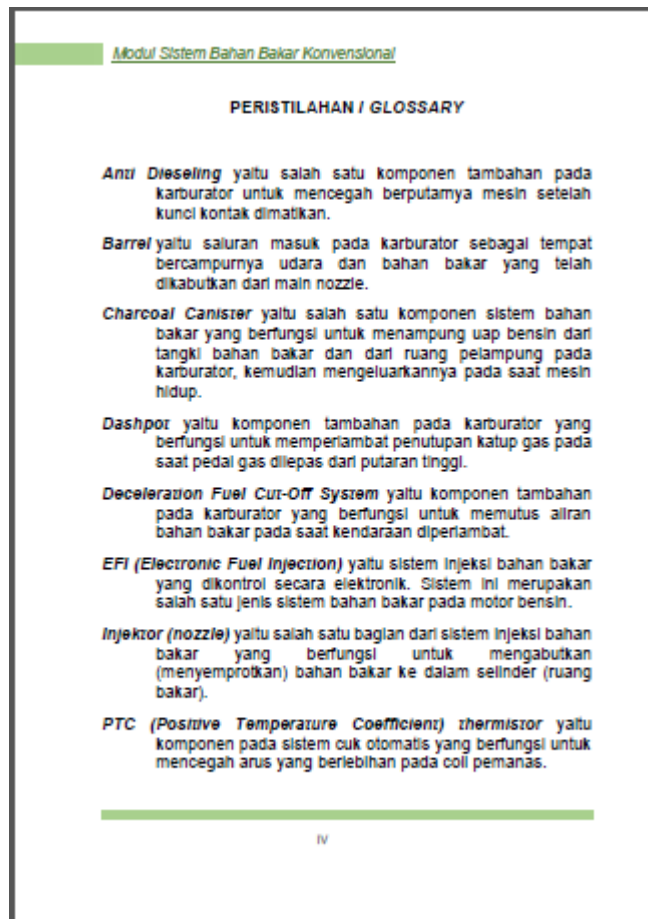 Modul Sistem Bahan Bakar Konvensional
PERISTILAHAN / GLOSSARY
Anti Dieseling yaitu salah satu komponen tambahan pada
karburator untuk mencegah berputarnya mesin setelah
kunci kontak dimatikan.
Barrel yaitu saluran masuk pada karburator sebagai tempat
bercampurnya udara dan bahan bakar yang telah
dikabutkan dari main nozzle.
Charcoal Canister yaitu salah satu komponen sistem bahan
bakar yang berfungsi untuk menampung uap bensin dari
tangki bahan bakar dan dari ruang pelampung pada
karburator, kemudian mengeluarkannya pada saat mesin
hidup.
Dashpot yaitu komponen tambahan pada karburator yang
berfungsi untuk memperlambat penutupan katup gas pada
saat pedal gas dilepas dari putaran tinggi.
Deceleration Fuel Cut-Off System yaitu komponen tambahan
pada karburator yang berfungsi untuk memutus aliran
bahan bakar pada saat kendaraan diperlambat.
EFI (Electronic Fuel Injection) yaitu sistem injeksi bahan bakar
yang dikontrol secara elektronik. Sistem ini merupakan
salah satu jenis sistem bahan bakar pada motor bensin.
Injektor (nozzle) yaitu salah satu bagian dari sistem injeksi bahan
bakar yang berfungsi untuk mengabutkan
(menyemprotkan) bahan bakar ke dalam selinder (ruang
bakar).
PTC (Positive Temperature Coefficient) thermistor yaitu
komponen pada sistem cuk otomatis yang berfungsi untuk
mencegah arus yang berlebihan pada coil pemanas.
iv